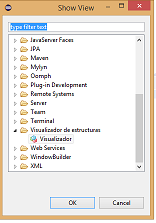 Show View
type filter text
JavaServer Faces
JPA
Maven
Mylyn
Oomph
Plug-in Development
Remote Systems
Server
Team
Terminal
Visualizador de estructuras
Visualizador
Web Services
WindowBuilder
XML
OK
Cancel